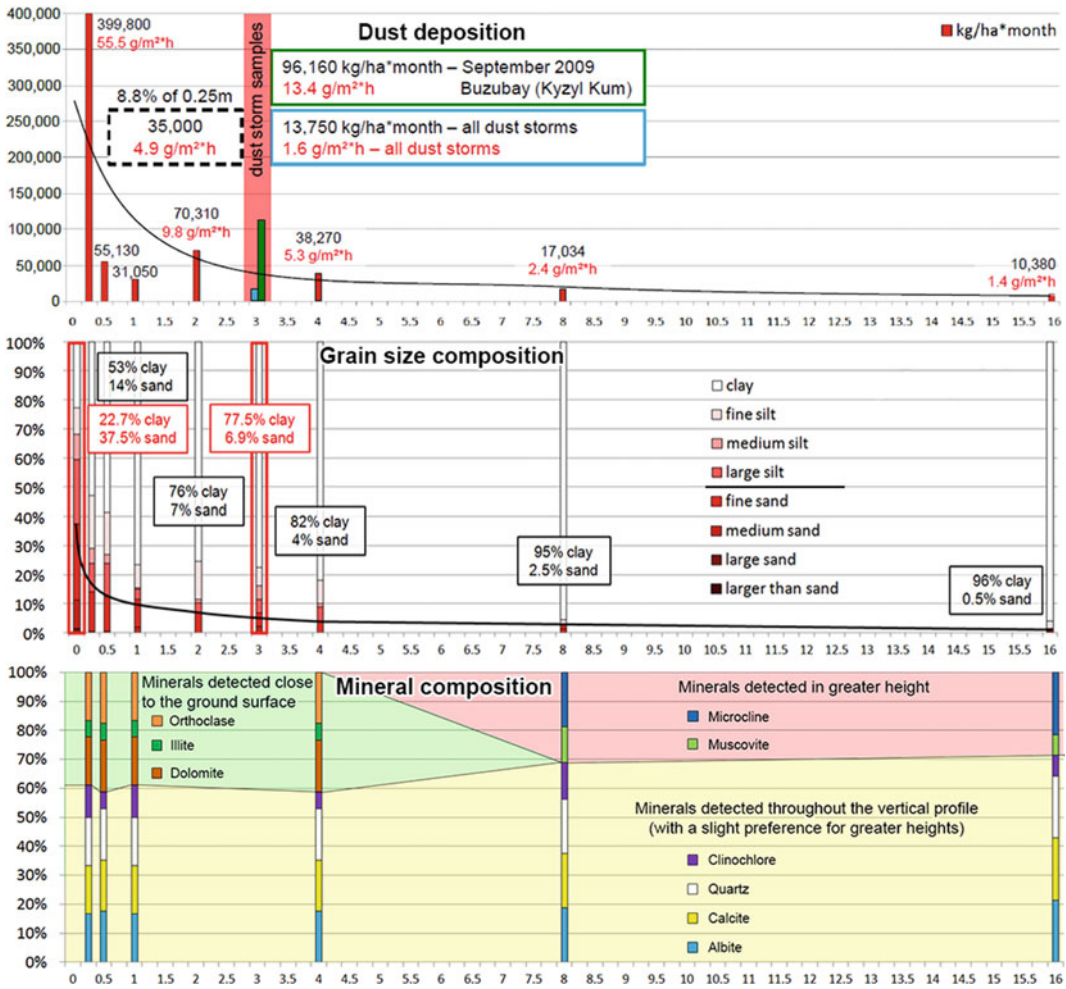 Dust deposition
kg/ha*month
400,000
350,000
300,000
250,000
200,000
150,000
100,000
50,000
0
399,800
55.5 g/m²*h
8.8% of 0.25m
35,000
4.9 g/m²*h
dust storm samples
96,160 kg/ha*month – September 2009
13.4 g/m²*h Buzubay (Kyzyl Kum)
13,750 kg/ha*month – all dust storms
1.6 g/m²*h – all dust storms
55,130
31,050
70,310
9.8 g/m²*h
38,270
5.3 g/m²*h
17,034
2.4 g/m²*h
10,380
1.4 g/m²*h
0 0.5 1 1.5 2 2.5 3 3.5 4 4.5 5 5.5 6 6.5 7 7.5 8 8.5 9 9.5 10 10.5 11 11.5 12 12.5 13 13.5 14 14.5 15 15.5 16
Grain size composition
100%
90%
80%
70%
60%
50%
40%
30%
20%
10%
0%
53% clay
14% sand
22.7% clay
37.5% sand
77.5% clay
6.9% sand
76% clay
7% sand
82% clay
4% sand
95% clay
2.5% sand
96% clay
0.5% sand
clay
fine silt
medium silt
large silt
fine sand
medium sand
large sand
larger than sand
0 0.5 1 1.5 2 2.5 3 3.5 4 4.5 5 5.5 6 6.5 7 7.5 8 8.5 9 9.5 10 10.5 11 11.5 12 12.5 13 13.5 14 14.5 15 15.5 16
Mineral composition
100%
90%
80%
70%
60%
50%
40%
30%
20%
10%
0%
Minerals detected close
to the ground surface
Orthoclase
Illite
Dolomite
Minerals detected in greater height
Microcline
Muscovite
Minerals detected throughout the vertical profile
(with a slight preference for greater heights)
Clinochlore
Quartz
Calcite
Albite
0 0.5 1 1.5 2 2.5 3 3.5 4 4.5 5 5.5 6 6.5 7 7.5 8 8.5 9 9.5 10 10.5 11 11.5 12 12.5 13 13.5 14 14.5 15 15.5 16